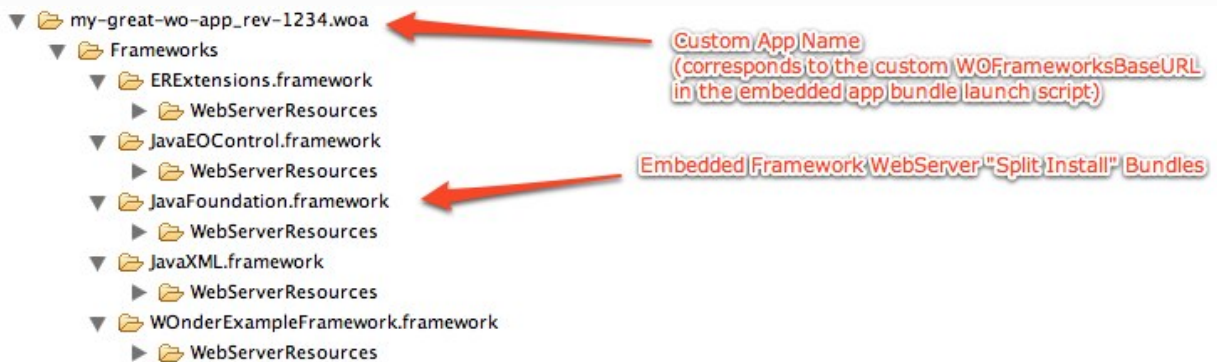 my-great-wo-app_rev-1234.woa
Custom App Name
(corresponds to the custom WOFrameworksBaseURL
in the embedded app bundle launch script-)
Frameworks
ERExtensions.framework
WebServerResources
JavaEOControl.framework
WebServerResources
Embedded Framework WebServer "Split Install" Bundles
JavaFoundation.framework
WebServerResources
JavaXML.framework
WebServerResources
WOnderExampleFramework.framework
WebServerResources